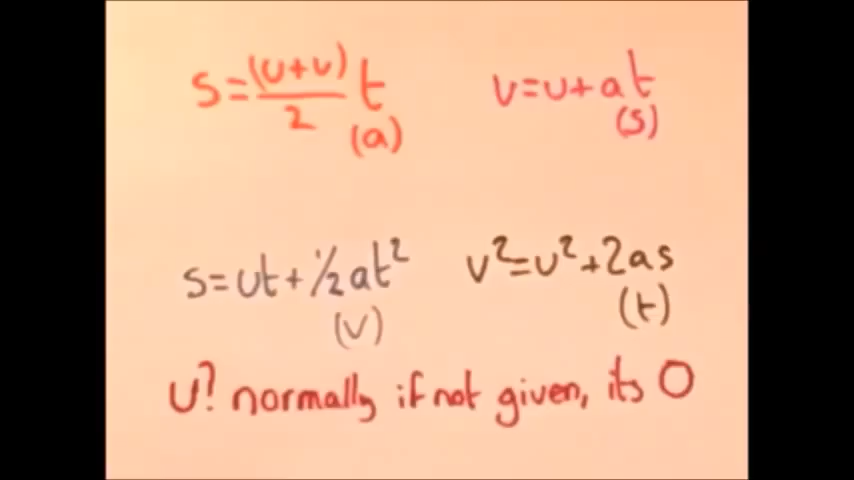 s=(u+v)/2 t
(a)
v=u+at
(s)
s=ut+½at²
(v)
v²=u²+2as
(t)
U? normally if not given, its 0